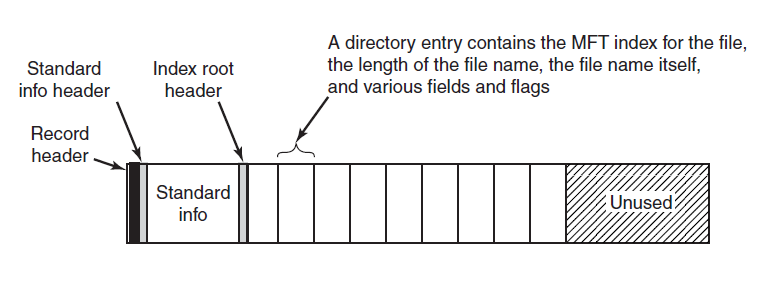 A directory entry contains the MFT index for the file,
the length of the file name, the file name itself,
and various fields and flags
Standard
info header
Index root
header
Record
header
Standard
info
Unused